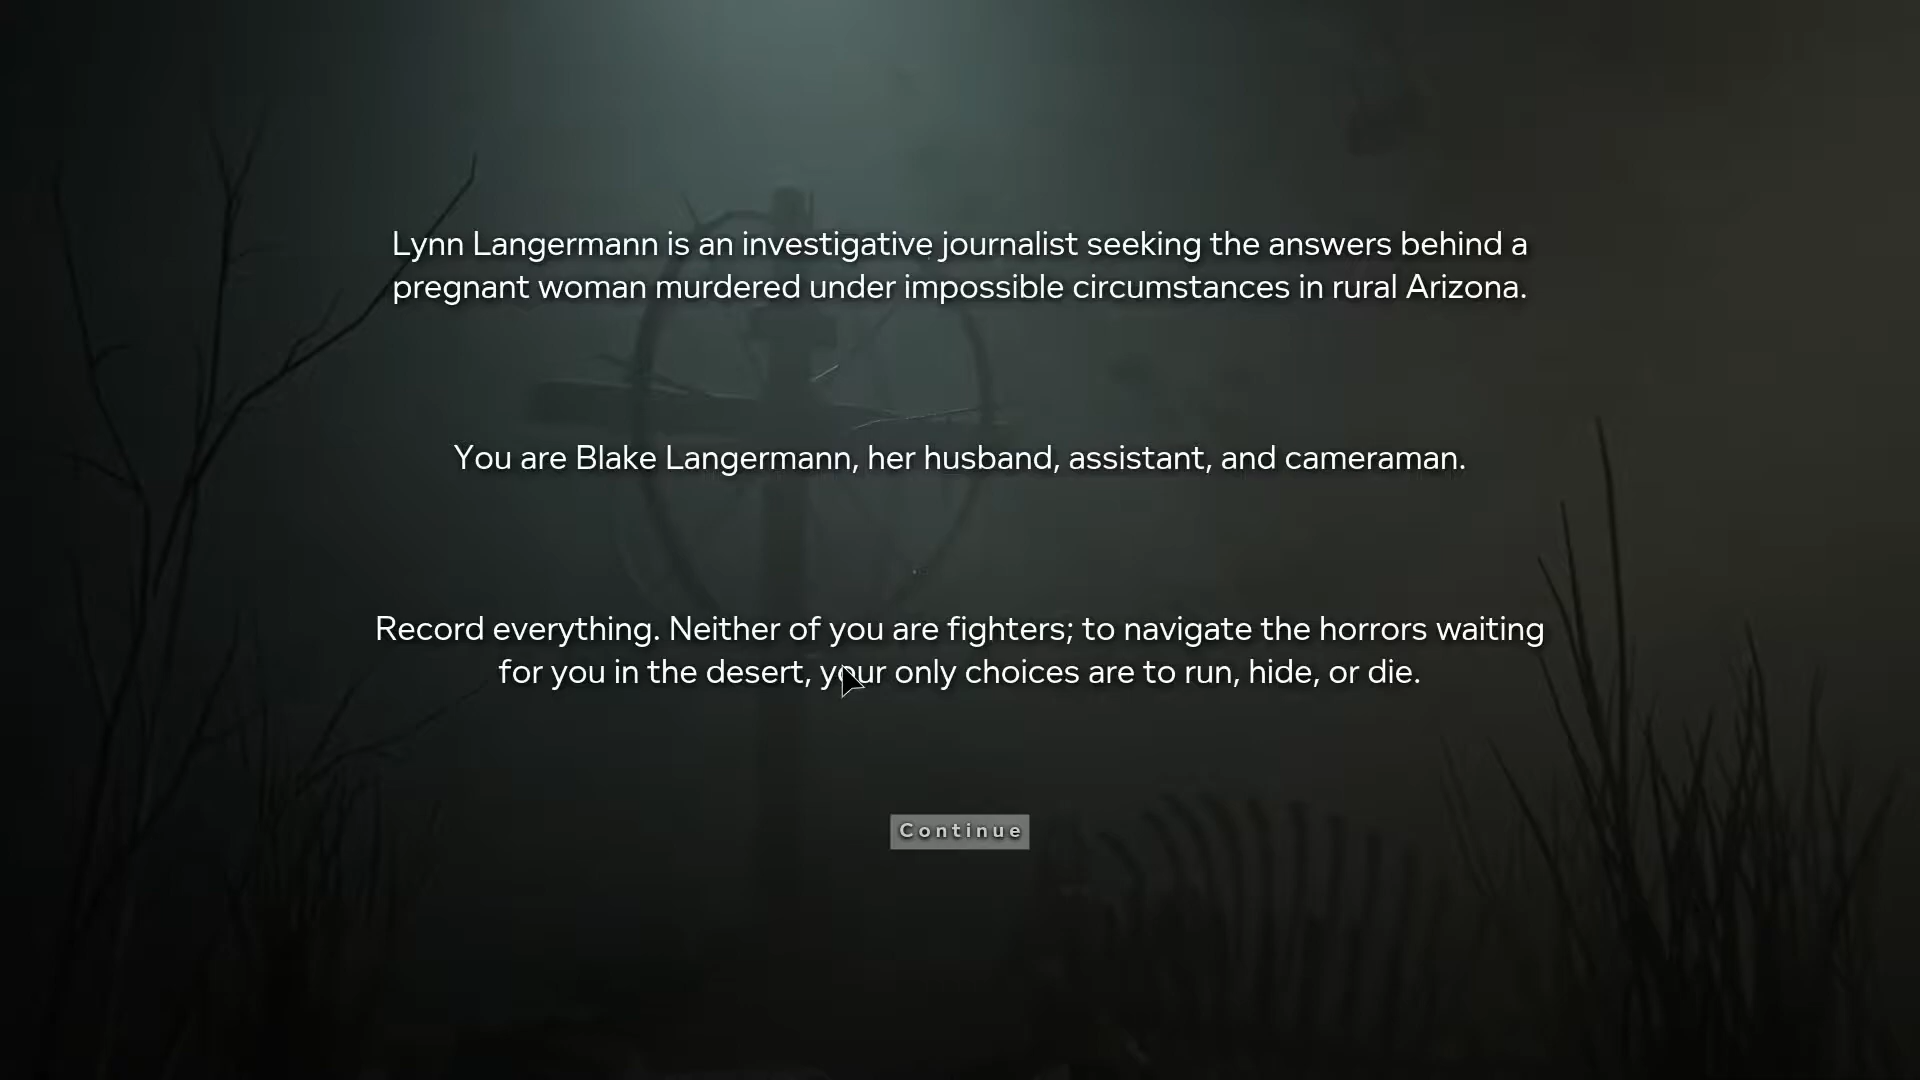 Lynn Langermann is an investigative journalist seeking the answers behind a
pregnant woman murdered under impossible circumstances in rural Arizona.
You are Blake Langermann, her husband, assistant, and cameraman.
Record everything. Neither of you are fighters; to navigate the horrors waiting
for you in the desert, your only choices are to run, hide, or die.
Continue